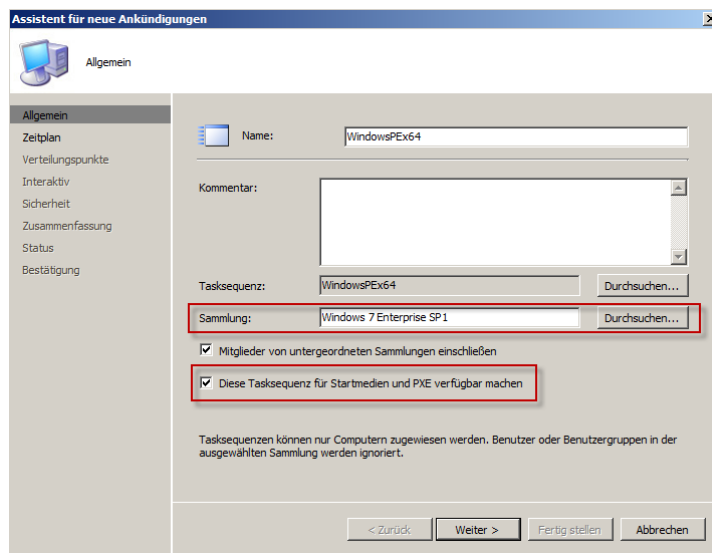 Assistent für neue Ankündigungen
Allgemein
Allgemein
Zeitplan
Verteilungspunkte
Interaktiv
Sicherheit
Zusammenfassung
Status
Bestätigung
Name: WindowsPEx64
Kommentar:
Tasksequenz: WindowsPEx64 Durchsuchen...
Sammlung: Windows 7 Enterprise SP1 Durchsuchen...
Mitglieder von untergeordneten Sammlungen einschließen
Diese Tasksequenz für Startmedien und PXE verfügbar machen
Tasksequenzen können nur Computern zugewiesen werden. Benutzer oder Benutzergruppen in der
ausgewählten Sammlung werden ignoriert.
< Zurück Weiter > Fertig stellen Abbrechen